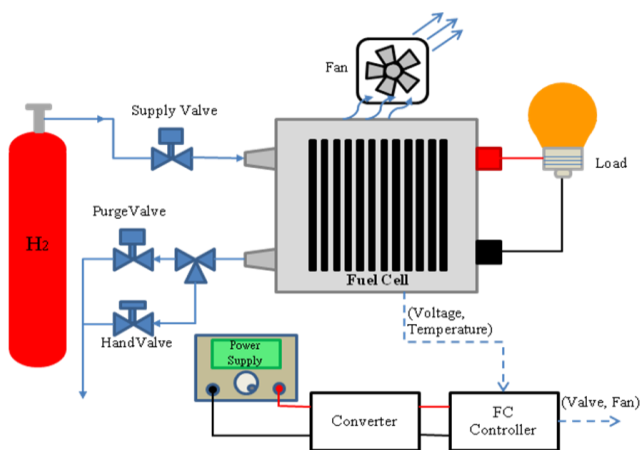 Fan
Supply Valve
Load
H2
PurgeValve
Fuel Cell
HandValve
(Voltage,
Temperature)
Power
Supply
Converter
FC
Controller
(Valve, Fan)